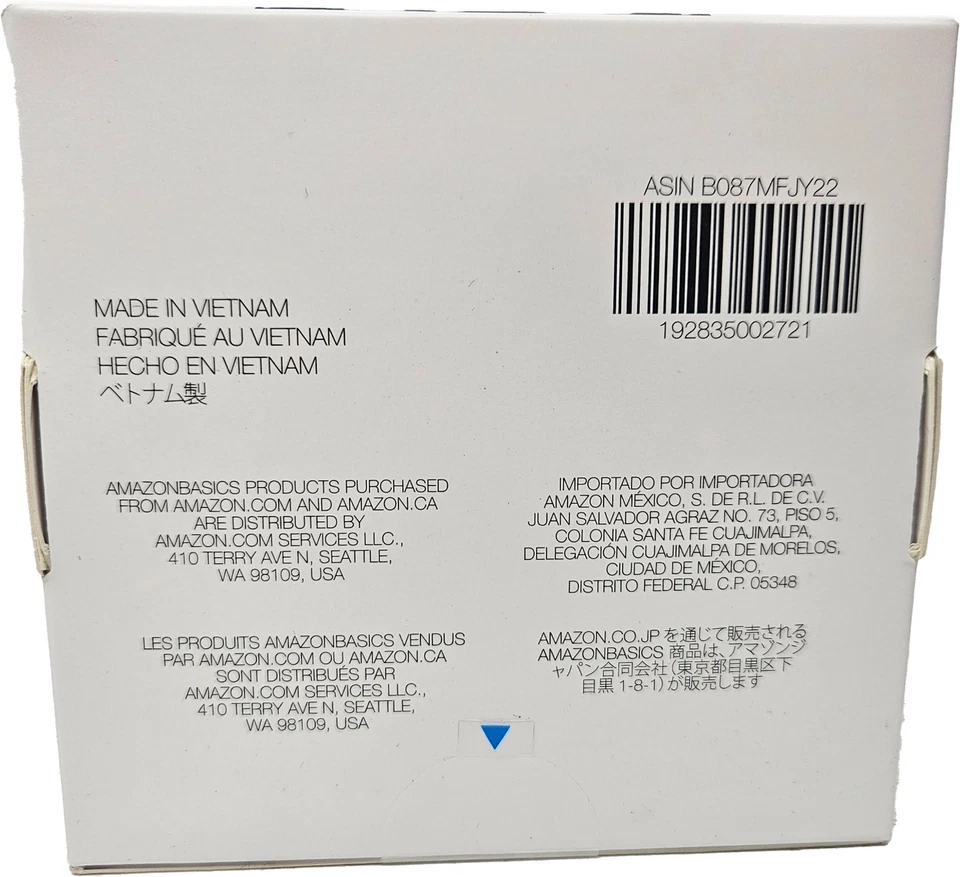 ASIN B087MFJY22
192835002721
MADE IN VIETNAM
FABRIQUÉ AU VIETNAM
HECHO EN VIETNAM
ベトナム製
AMAZONBASICS PRODUCTS PURCHASED
FROM AMAZON.COM AND AMAZON.CA
ARE DISTRIBUTED BY
AMAZON.COM SERVICES LLC.,
410 TERRY AVE N, SEATTLE,
WA 98109, USA
IMPORTADO POR IMPORTADORA
AMAZON MÉXICO, S. DE R.L. DE C.V.
JUAN SALVADOR AGRAZ NO. 73, PISO 5,
COLONIA SANTA FE CUAJIMALPA,
DELEGACIÓN CUAJIMALPA DE MORELOS,
CIUDAD DE MÉXICO,
DISTRITO FEDERAL C.P. 05348
LES PRODUITS AMAZONBASICS VENDUS
PAR AMAZON.COM OU AMAZON.CA
SONT DISTRIBUÉS PAR
AMAZON.COM SERVICES LLC.,
410 TERRY AVE N, SEATTLE,
WA 98109, USA
AMAZON.CO.JP を通じて販売される
AMAZONBASICS 商品は、アマゾンジ
ャパン合同会社（東京都目黒区下
目黒 1-8-1）が販売します